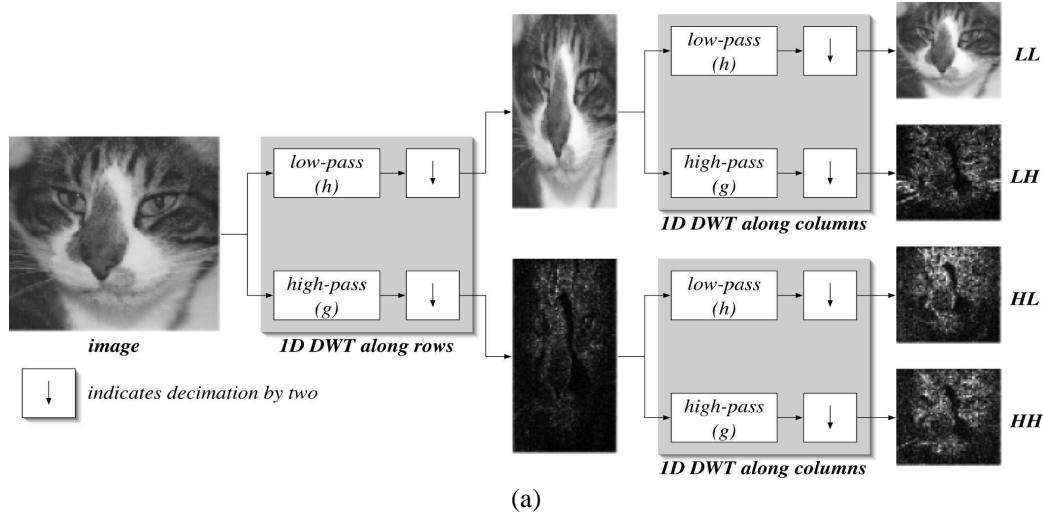 image
indicates decimation by two
low-pass
(h)
high-pass
(g)
1D DWT along rows
low-pass
(h)
high-pass
(g)
1D DWT along columns
low-pass
(h)
high-pass
(g)
1D DWT along columns
LL
LH
HL
HH
(a)